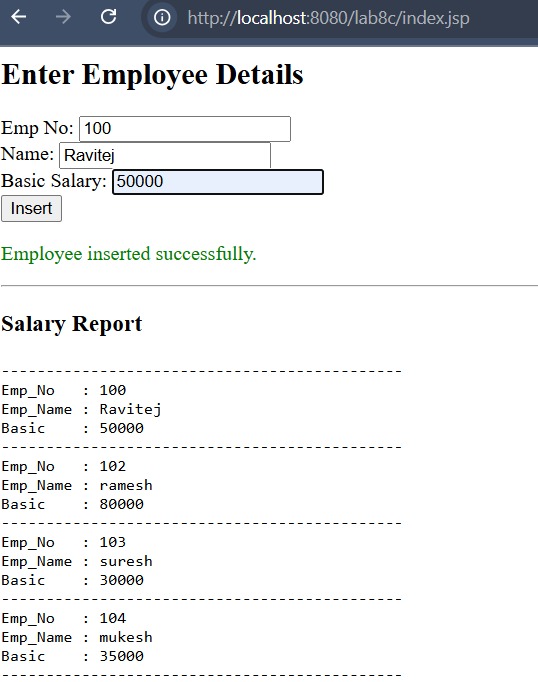 http://localhost:8080/lab8c/index.jsp
Enter Employee Details
Emp No: 100
Name: Ravitej
Basic Salary: 50000
Insert
Employee inserted successfully.
Salary Report
---------------------------------------------
Emp_No   : 100
Emp_Name : Ravitej
Basic    : 50000
---------------------------------------------
Emp_No   : 102
Emp_Name : ramesh
Basic    : 80000
---------------------------------------------
Emp_No   : 103
Emp_Name : suresh
Basic    : 30000
---------------------------------------------
Emp_No   : 104
Emp_Name : mukesh
Basic    : 35000
---------------------------------------------